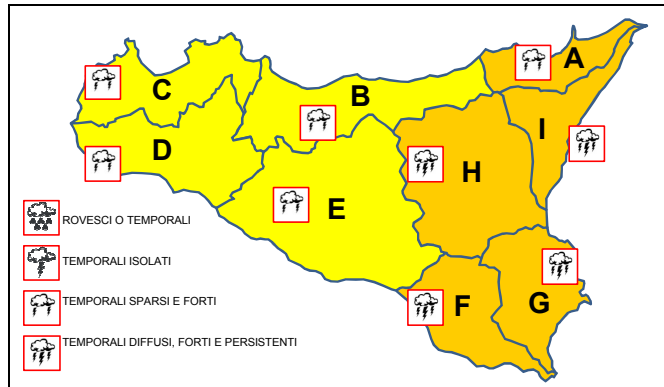 A
B
C
I
D
H
E
F
G
ROVESCI O TEMPORALI
TEMPORALI ISOLATI
TEMPORALI SPARSI E FORTI
TEMPORALI DIFFUSI, FORTI E PERSISTENTI